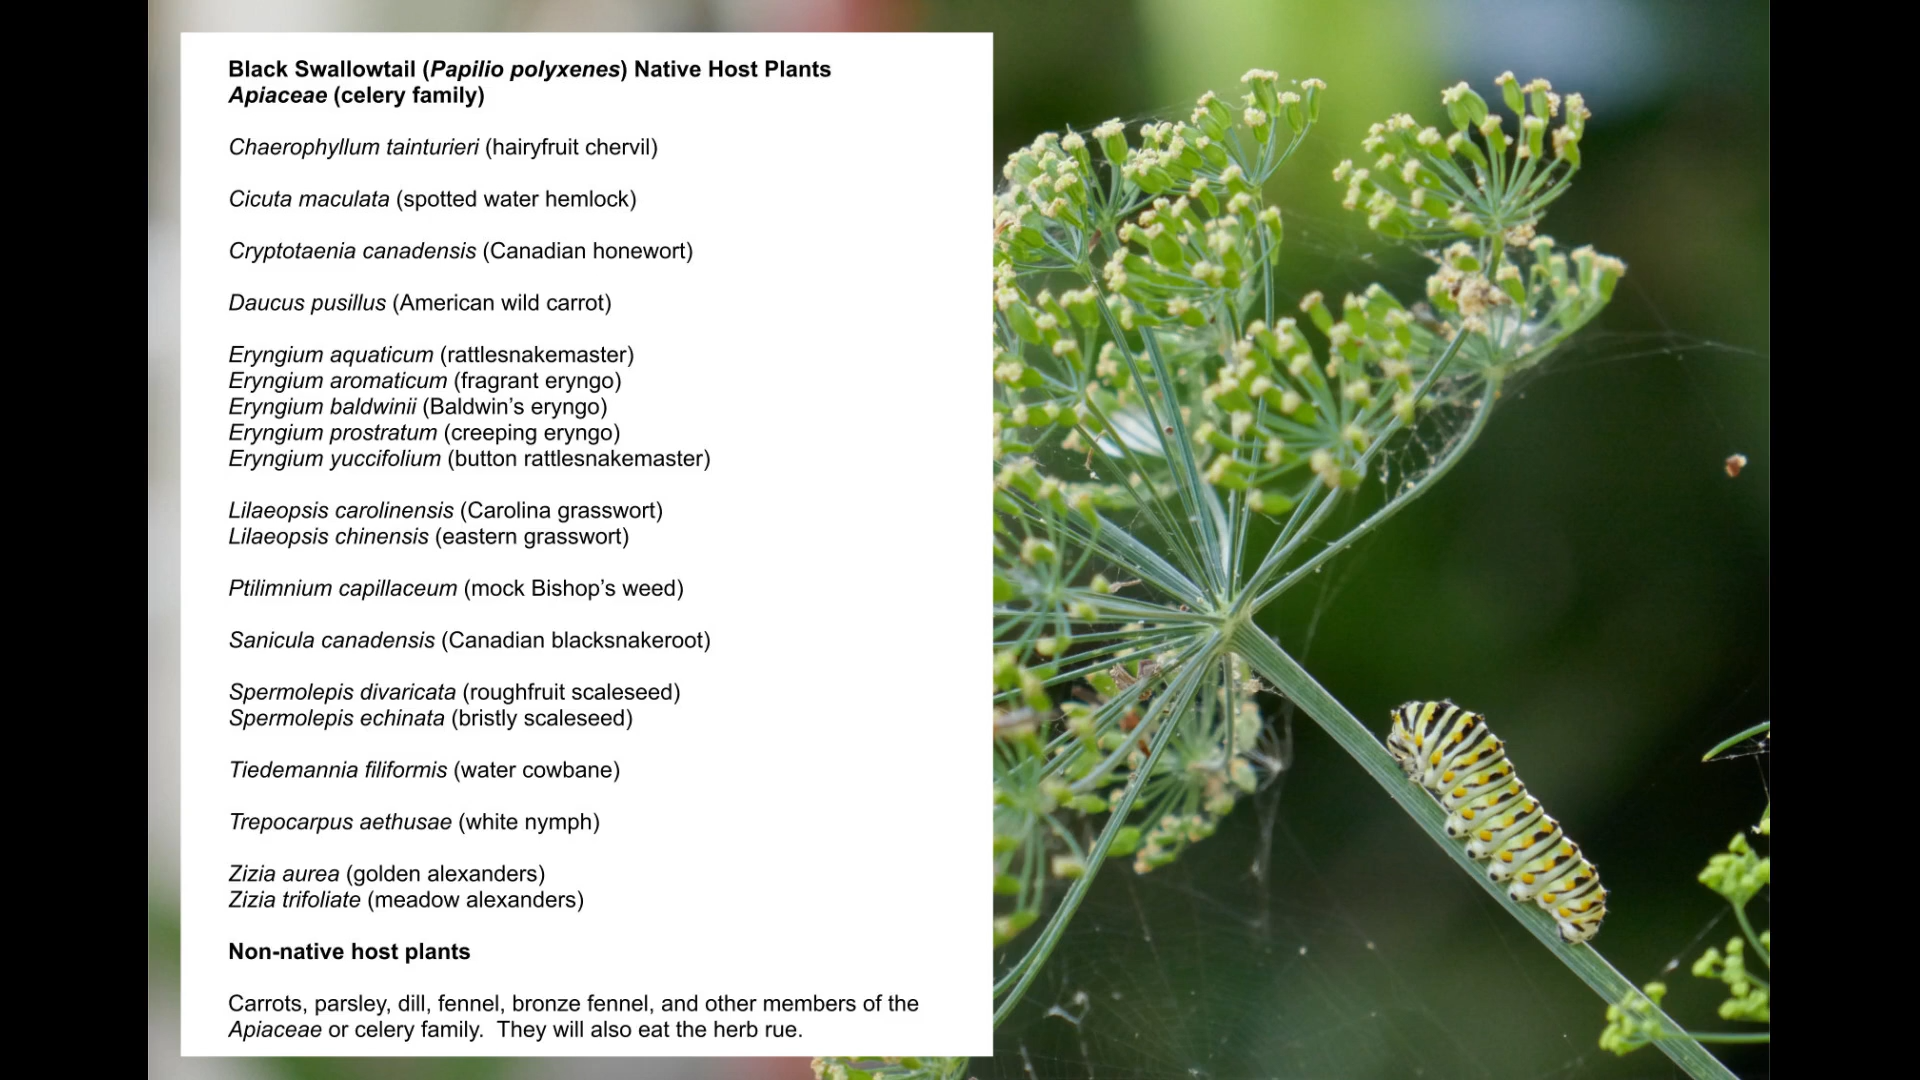 Black Swallowtail (Papilio polyxenes) Native Host Plants
Apiaceae (celery family)
Chaerophyllum tainturieri (hairyfruit chervil)
Cicuta maculata (spotted water hemlock)
Cryptotaenia canadensis (Canadian honewort)
Daucus pusillus (American wild carrot)
Eryngium aquaticum (rattlesnakemaster)
Eryngium aromaticum (fragrant eryngo)
Eryngium baldwinii (Baldwin’s eryngo)
Eryngium prostratum (creeping eryngo)
Eryngium yuccifolium (button rattlesnakemaster)
Lilaeopsis carolinensis (Carolina grasswort)
Lilaeopsis chinensis (eastern grasswort)
Ptilimnium capillaceum (mock Bishop’s weed)
Sanicula canadensis (Canadian blacksnakeroot)
Spermolepis divaricata (roughfruit scaleseed)
Spermolepis echinata (bristly scaleseed)
Tiedemannia filiformis (water cowbane)
Trepocarpus aethusae (white nymph)
Zizia aurea (golden alexanders)
Zizia trifoliate (meadow alexanders)
Non-native host plants
Carrots, parsley, dill, fennel, bronze fennel, and other members of the
Apiaceae or celery family.  They will also eat the herb rue.